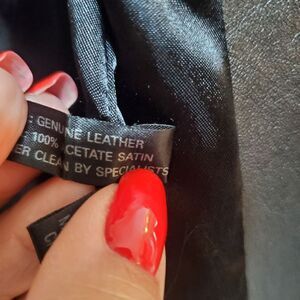 : GENUINE LEATHER
: 100% CETATE SATIN
ER CLEAN BY SPECIALISTS